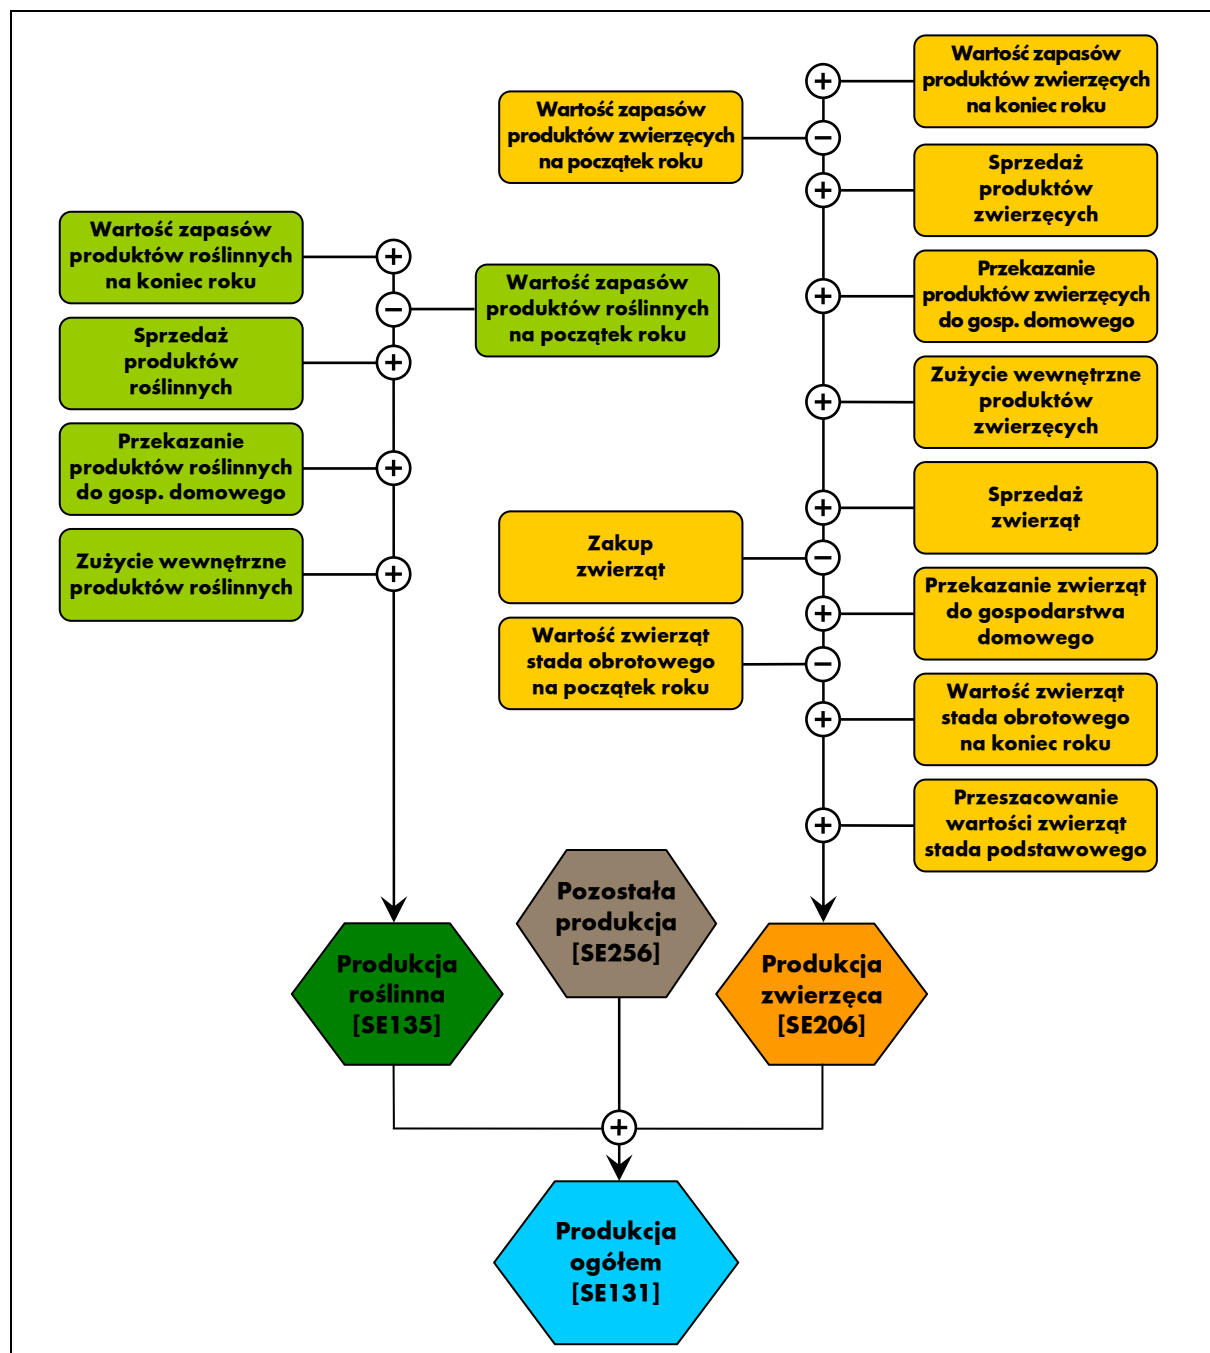 Wartość zapasów
produktów zwierzęcych
na koniec roku
Wartość zapasów
produktów zwierzęcych
na początek roku
Sprzedaż
produktów
zwierzęcych
Wartość zapasów
produktów roślinnych
na koniec roku
Wartość zapasów
produktów roślinnych
na początek roku
Przekazanie
produktów zwierzęcych
do gosp. domowego
Sprzedaż
produktów
roślinnych
Zużycie wewnętrzne
produktów
zwierzęcych
Przekazanie
produktów roślinnych
do gosp. domowego
Sprzedaż
zwierząt
Zużycie wewnętrzne
produktów roślinnych
Zakup
zwierząt
Przekazanie zwierząt
do gospodarstwa
domowego
Wartość zwierząt
stada obrotowego
na początek roku
Wartość zwierząt
stada obrotowego
na koniec roku
Przeszacowanie
wartości zwierząt
stada podstawowego
Pozostała
produkcja
[SE256]
Produkcja
roślinna
[SE135]
Produkcja
zwierzęca
[SE206]
Produkcja
ogółem
[SE131]